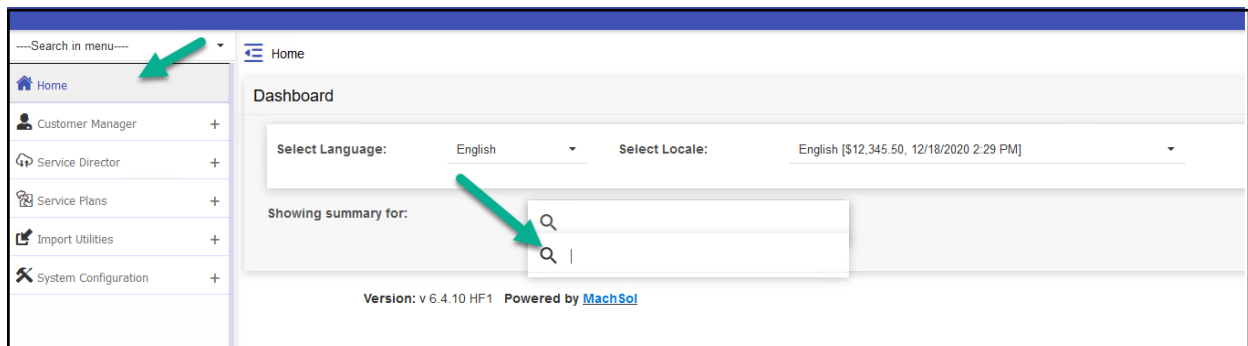 ----Search in menu----
Home
Home
Customer Manager +
Service Director +
Service Plans +
Import Utilities +
System Configuration +
Dashboard
Select Language: English Select Locale: English [$12,345.50, 12/18/2020 2:29 PM]
Showing summary for:
Version: v 6.4.10 HF1 Powered by MachSol